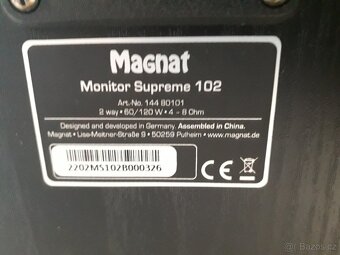 Magnat
Monitor Supreme 102
Art.-No. 144 80101
2 way • 60/120 W • 4 - 8 Ohm
Designed and developed in Germany. Assembled in China.
Magnat • Lise-Meitner-Straße 9 • 50259 Pulheim • www.magnat.de
2202MS102B000326
CE
© Bazos.cz